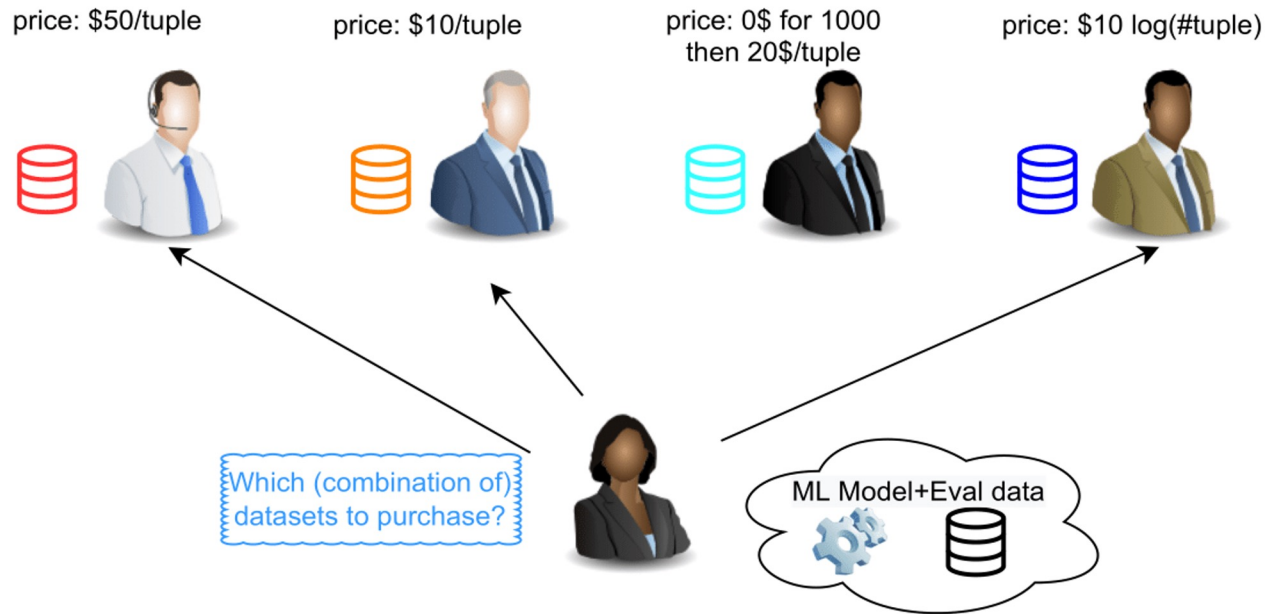 price: $50/tuple
price: $10/tuple
price: 0$ for 1000
then 20$/tuple
price: $10 log(#tuple)
Which (combination of)
datasets to purchase?
ML Model+Eval data